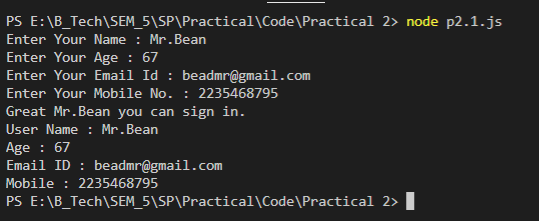 PS E:\B_Tech\SEM_5\SP\Practical\Code\Practical 2> node p2.1.js
Enter Your Name : Mr.Bean
Enter Your Age : 67
Enter Your Email Id : beadmr@gmail.com
Enter Your Mobile No. : 2235468795
Great Mr.Bean you can sign in.
User Name : Mr.Bean
Age : 67
Email ID : beadmr@gmail.com
Mobile : 2235468795
PS E:\B_Tech\SEM_5\SP\Practical\Code\Practical 2>